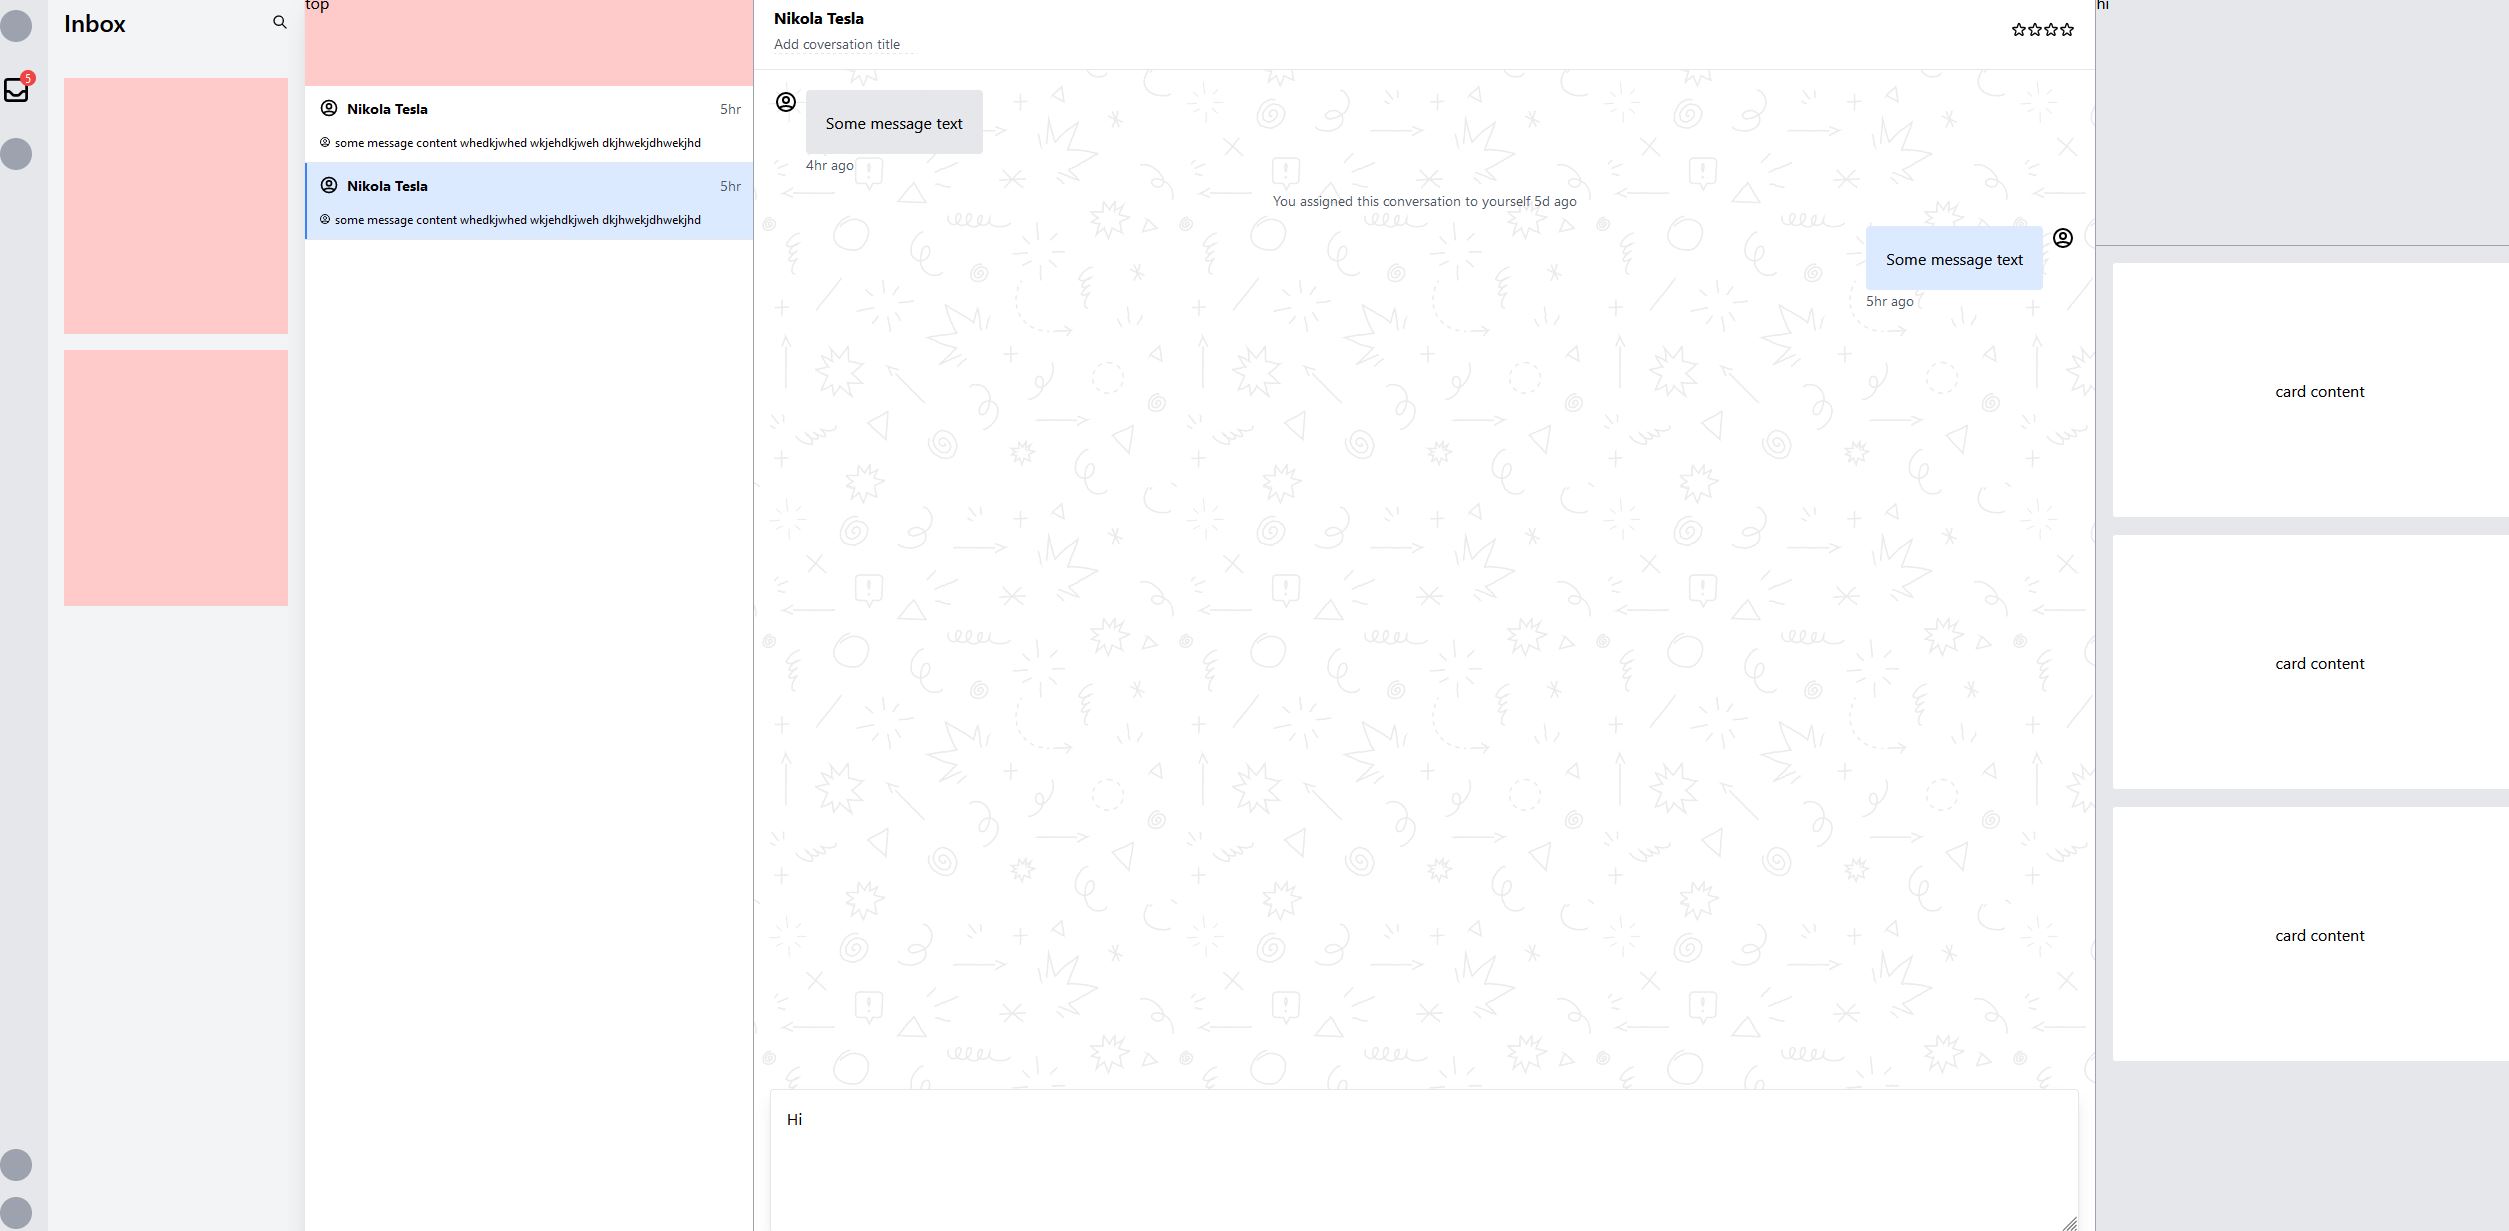 Inbox
5
top
Nikola Tesla 5hr
some message content whedkjwhed wkjehdkjweh dkjhwekjdhwekjhd
Nikola Tesla 5hr
some message content whedkjwhed wkjehdkjweh dkjhwekjdhwekjhd
Nikola Tesla
Add coversation title
Some message text
4hr ago
You assigned this conversation to yourself 5d ago
Some message text
5hr ago
Hi
hi
card content
card content
card content